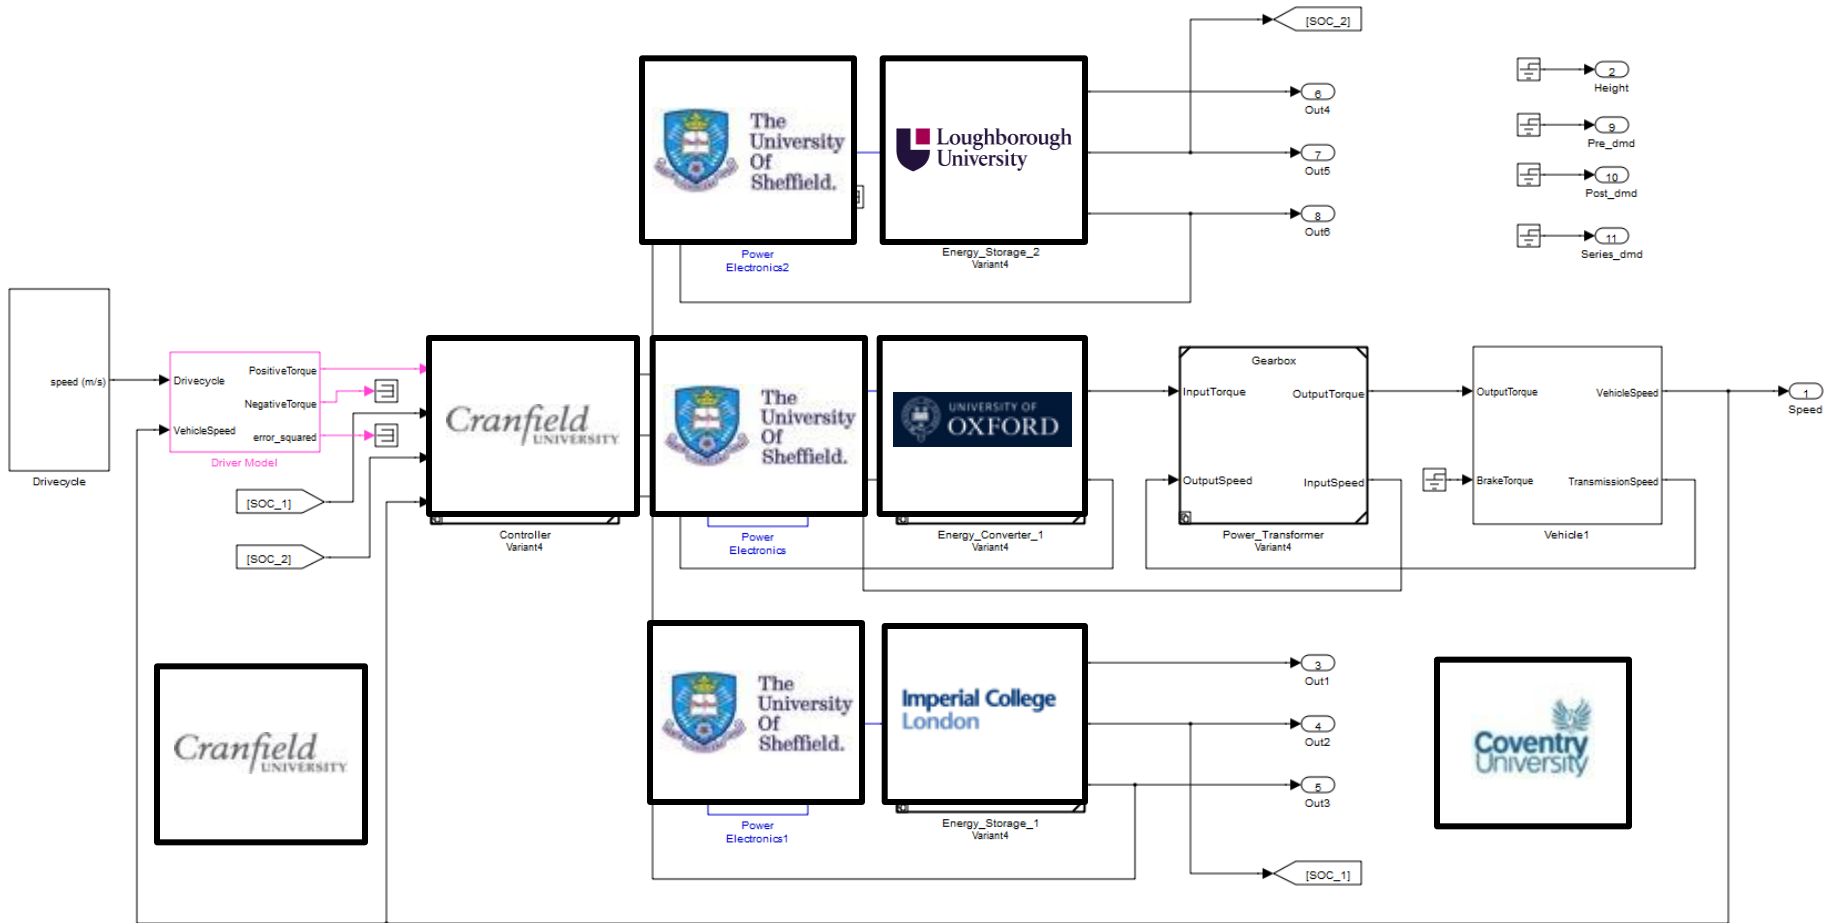 [SOC_2]
The
University
Of
Sheffield.
Loughborough
University
6
Out4
7
Out5
8
Out6
2
Height
9
Pre_dmd
10
Post_dmd
11
Series_dmd
Power
Electronics2
Energy_Storage_2
Variant4
speed (m/s)
Drivecycle
Drivecycle
VehicleSpeed
PositiveTorque
NegativeTorque
error_squared
Driver Model
[SOC_1]
[SOC_2]
Cranfield
UNIVERSITY
Controller
Variant4
The
University
Of
Sheffield.
Power
Electronics
UNIVERSITY OF
OXFORD
Energy_Converter_1
Variant4
Gearbox
InputTorque
OutputTorque
OutputSpeed
InputSpeed
Power_Transformer
Variant4
OutputTorque
VehicleSpeed
BrakeTorque
TransmissionSpeed
Vehicle1
1
Speed
Cranfield
UNIVERSITY
The
University
Of
Sheffield.
Power
Electronics1
Imperial College
London
Energy_Storage_1
Variant4
3
Out1
4
Out2
5
Out3
[SOC_1]
Coventry
University